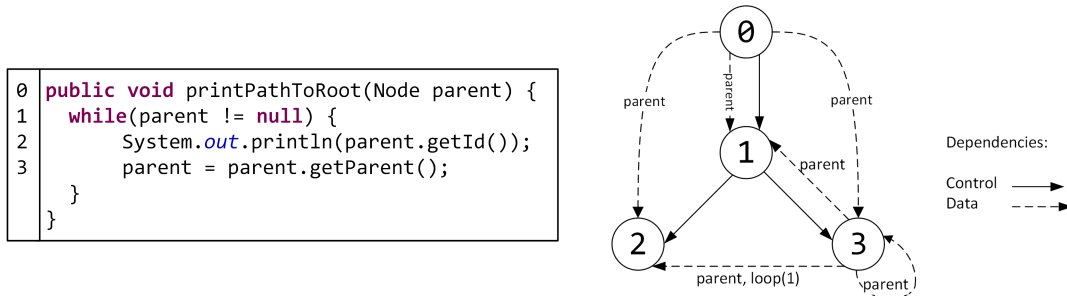 0 public void printPathToRoot(Node parent) {
1 while(parent != null) {
2 System.out.println(parent.getId());
3 parent = parent.getParent();
}
}
0
parent
parent
parent
1
parent
2
3
parent, loop(1)
parent
Dependencies:
Control
Data